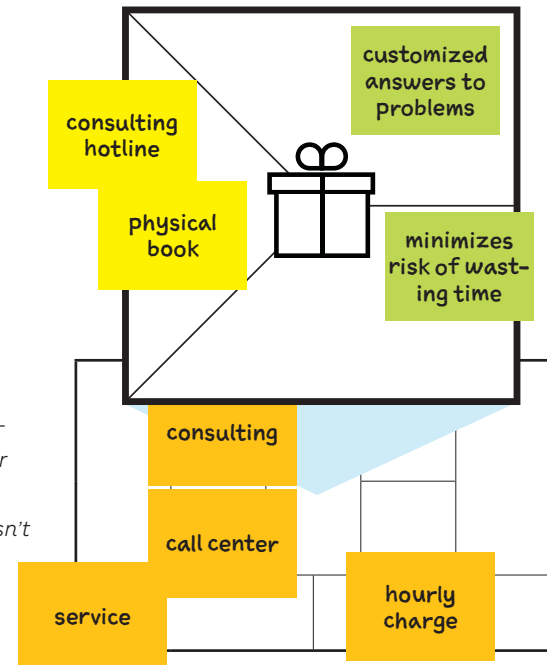 customized
answers to
problems
consulting
hotline
physical
book
minimizes
risk of wast-
ing time
consulting
call center
sn't
service
hourly
charge